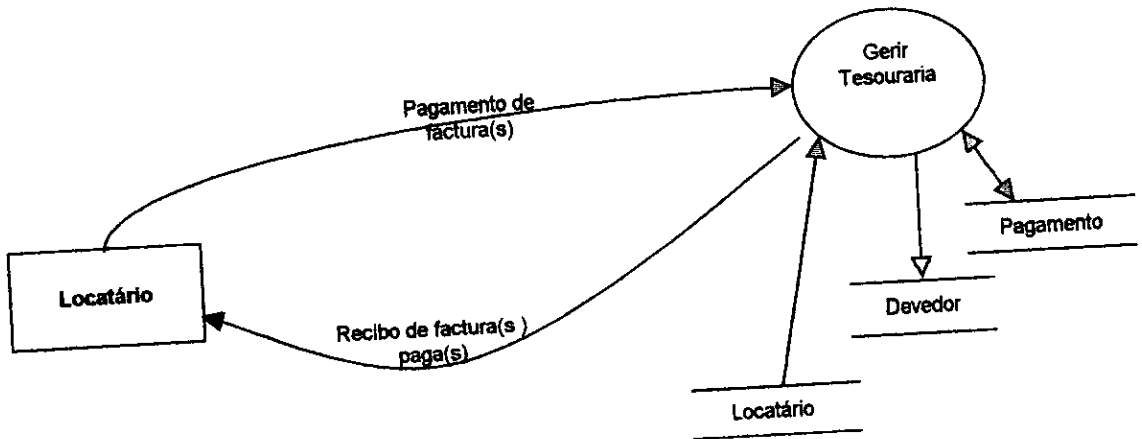 Gerir
Tesouraria
Pagamento de
factura(s)
Pagamento
Locatário
Devedor
Recibo de factura(s )
paga(s)
Locatário